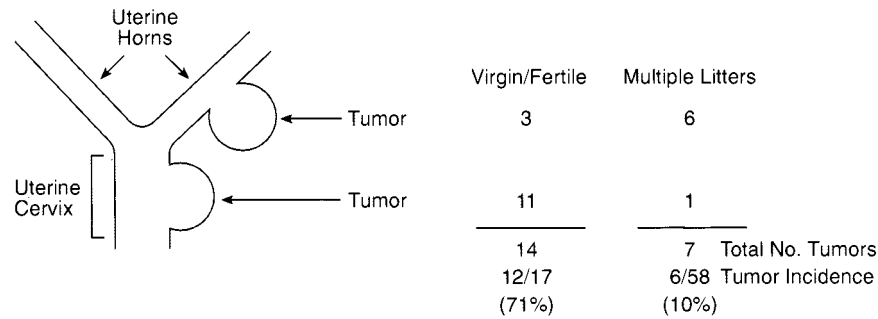 Uterine
Horns
Virgin/Fertile Multiple Litters
Tumor 3 6
Uterine
Cervix
Tumor 11 1
14 7 Total No. Tumors
12/17 6/58 Tumor Incidence
(71%) (10%)